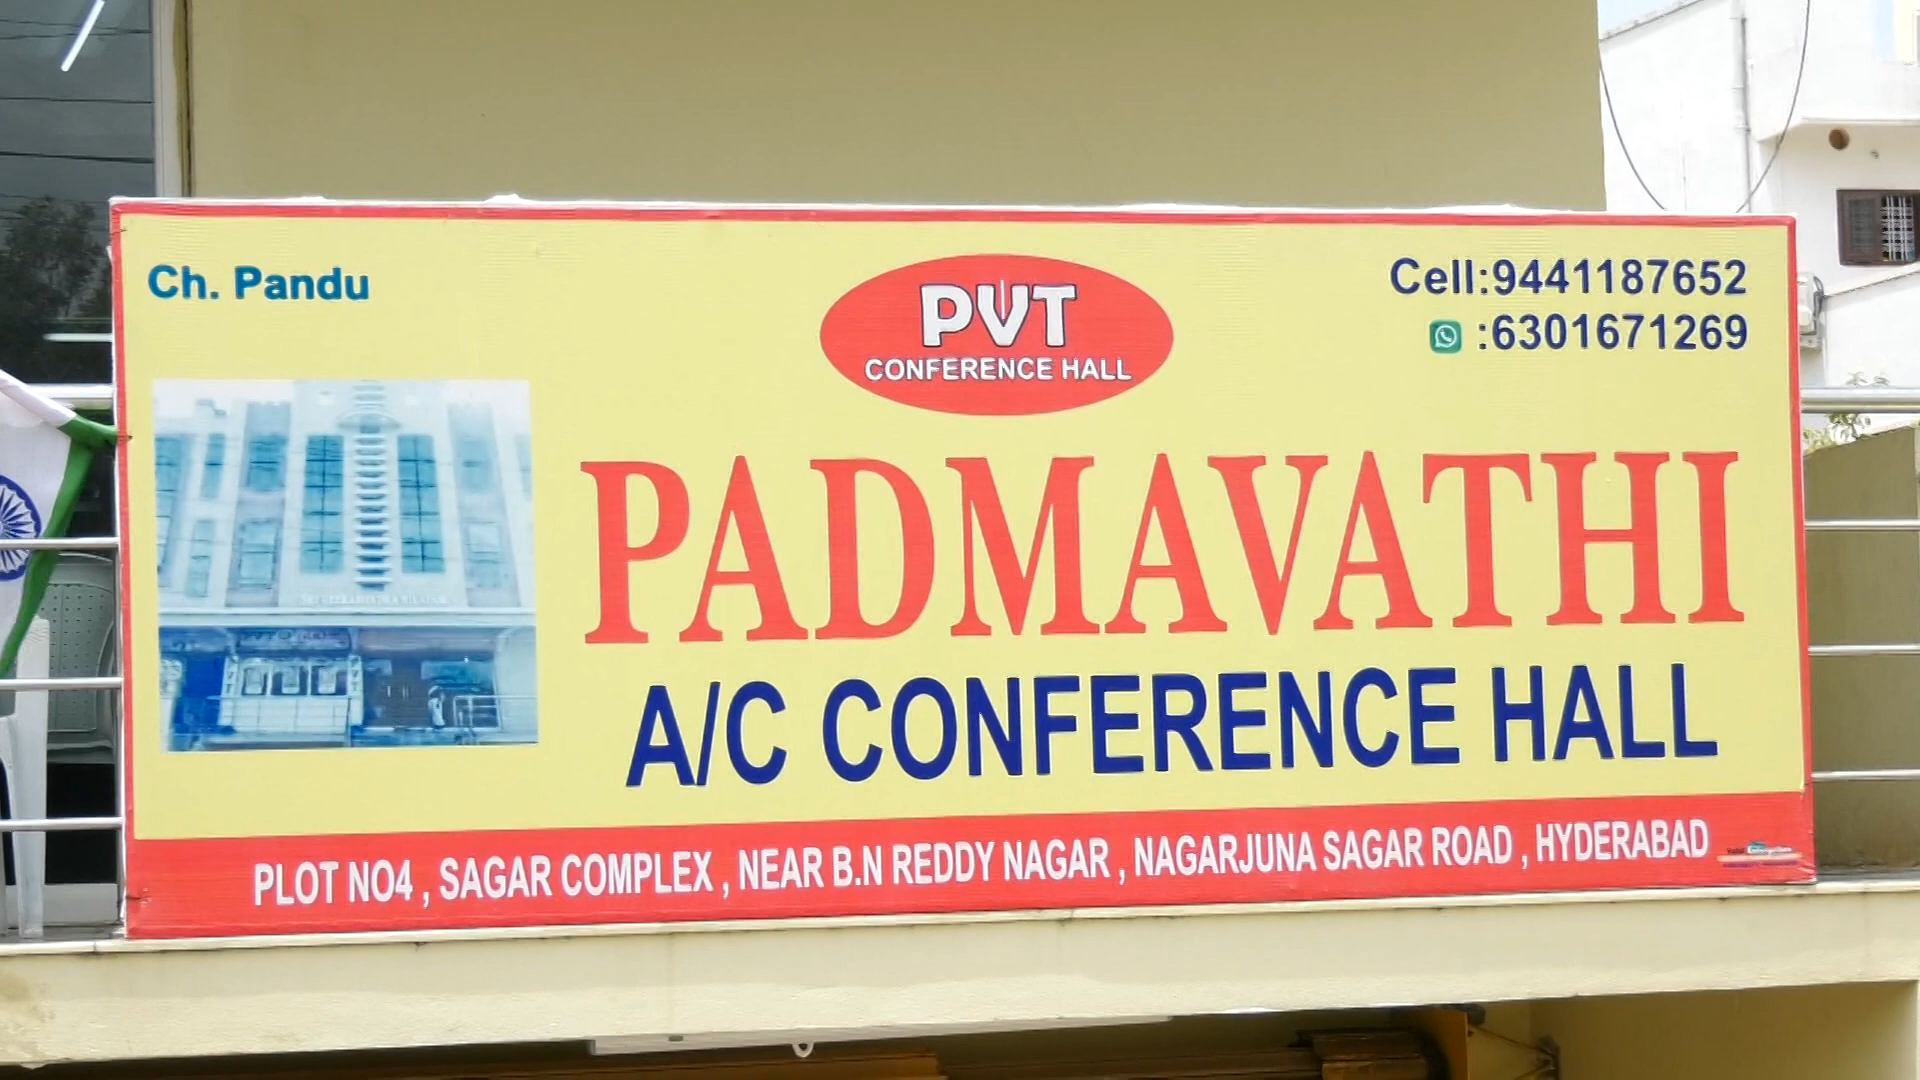 Ch. Pandu
PVT
CONFERENCE HALL
Cell:9441187652
:6301671269
PADMAVATHI
A/C CONFERENCE HALL
PLOT NO4 , SAGAR COMPLEX , NEAR B.N REDDY NAGAR , NAGARJUNA SAGAR ROAD , HYDERABAD